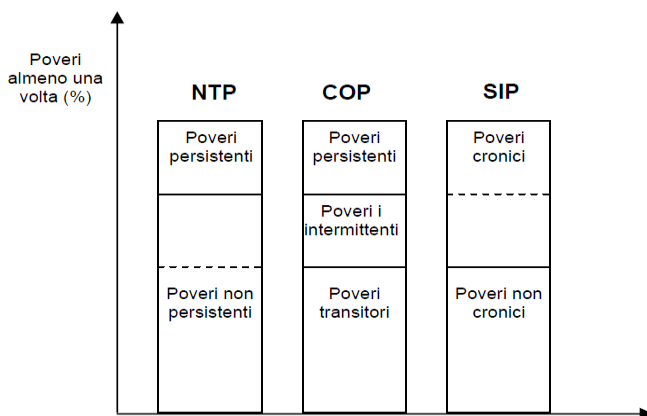 Poveri
almeno una
volta (%)
NTP
COP
SIP
Poveri
persistenti
Poveri
persistenti
Poveri
cronici
Poveri i
intermittenti
Poveri non
persistenti
Poveri
transitori
Poveri non
cronici